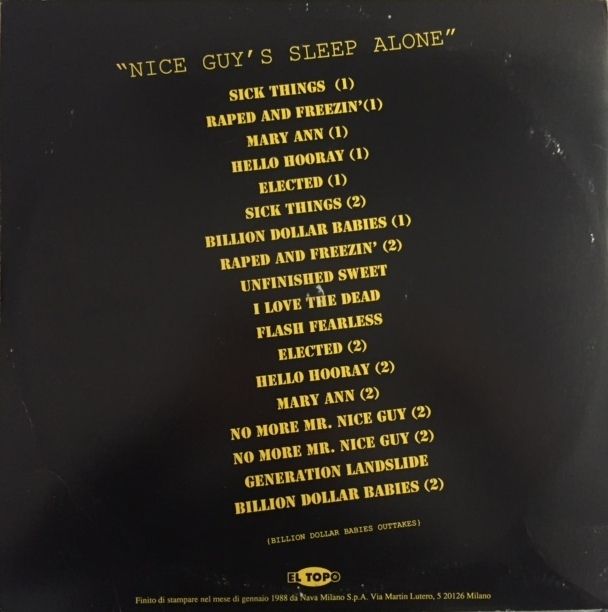 "NICE GUY'S SLEEP ALONE"
SICK THINGS (1)
RAPED AND FREEZIN'(1)
MARY ANN (1)
HELLO HOORAY (1)
ELECTED (1)
SICK THINGS (2)
BILLION DOLLAR BABIES (1)
RAPED AND FREEZIN' (2)
UNFINISHED SWEET
I LOVE THE DEAD
FLASH FEARLESS
ELECTED (2)
HELLO HOORAY (2)
MARY ANN (2)
NO MORE MR. NICE GUY (2)
NO MORE MR. NICE GUY (2)
GENERATION LANDSLIDE
BILLION DOLLAR BABIES (2)
(BILLION DOLLAR BABIES OUTTAKES)
EL TOPO
Finito di stampare nel mese di gennaio 1988 da Nava Milano S.p.A. Via Martin Lutero, 5 20126 Milano